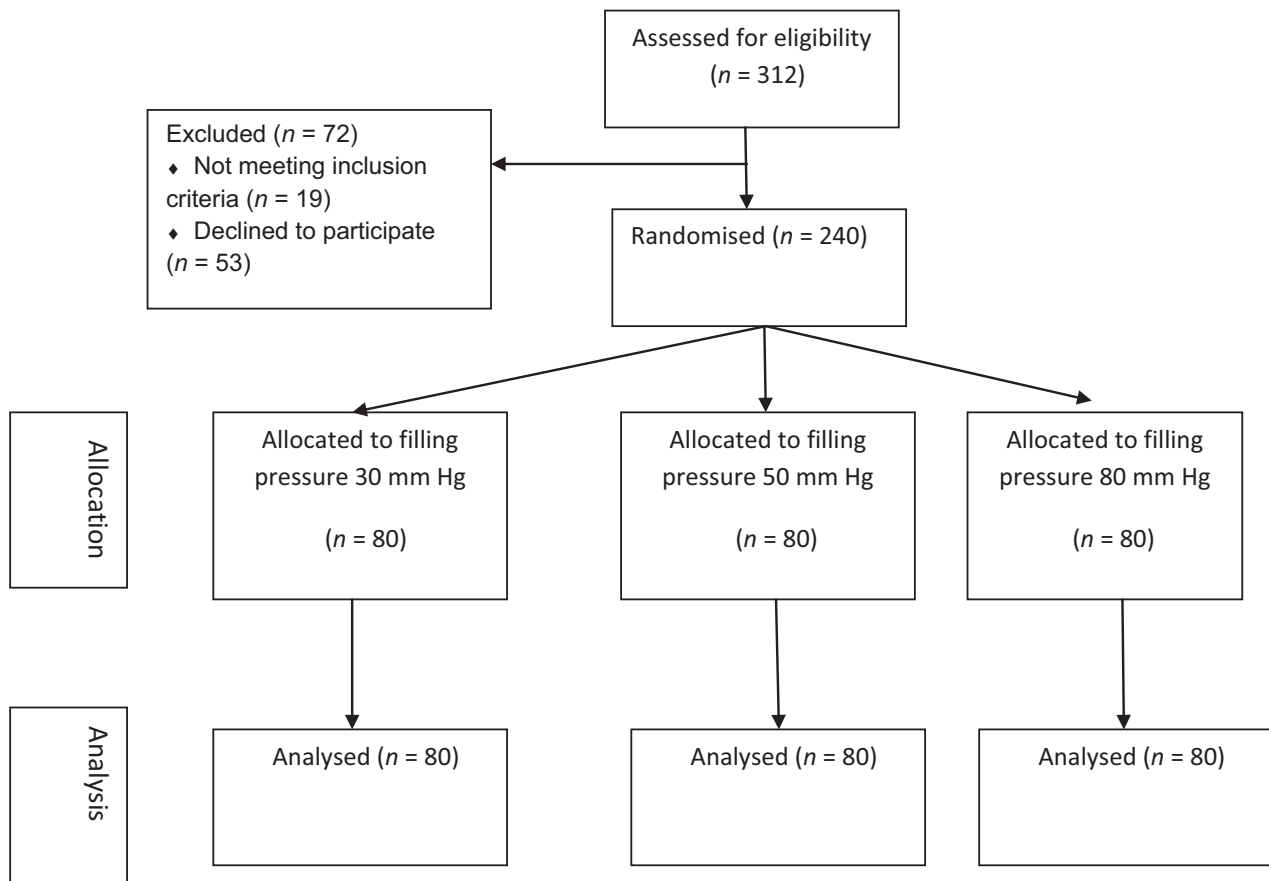 Assessed for eligibility
(n = 312)
Excluded (n = 72)
♦ Not meeting inclusion
criteria (n = 19)
♦ Declined to participate
(n = 53)
Randomised (n = 240)
Allocation
Allocated to filling
pressure 30 mm Hg
(n = 80)
Allocated to filling
pressure 50 mm Hg
(n = 80)
Allocated to filling
pressure 80 mm Hg
(n = 80)
Analysis
Analysed (n = 80)
Analysed (n = 80)
Analysed (n = 80)